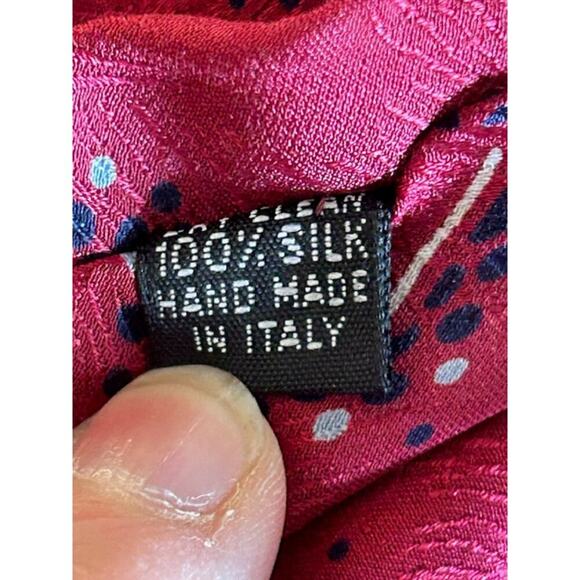 CLEAN
100% SILK
HAND MADE
IN ITALY